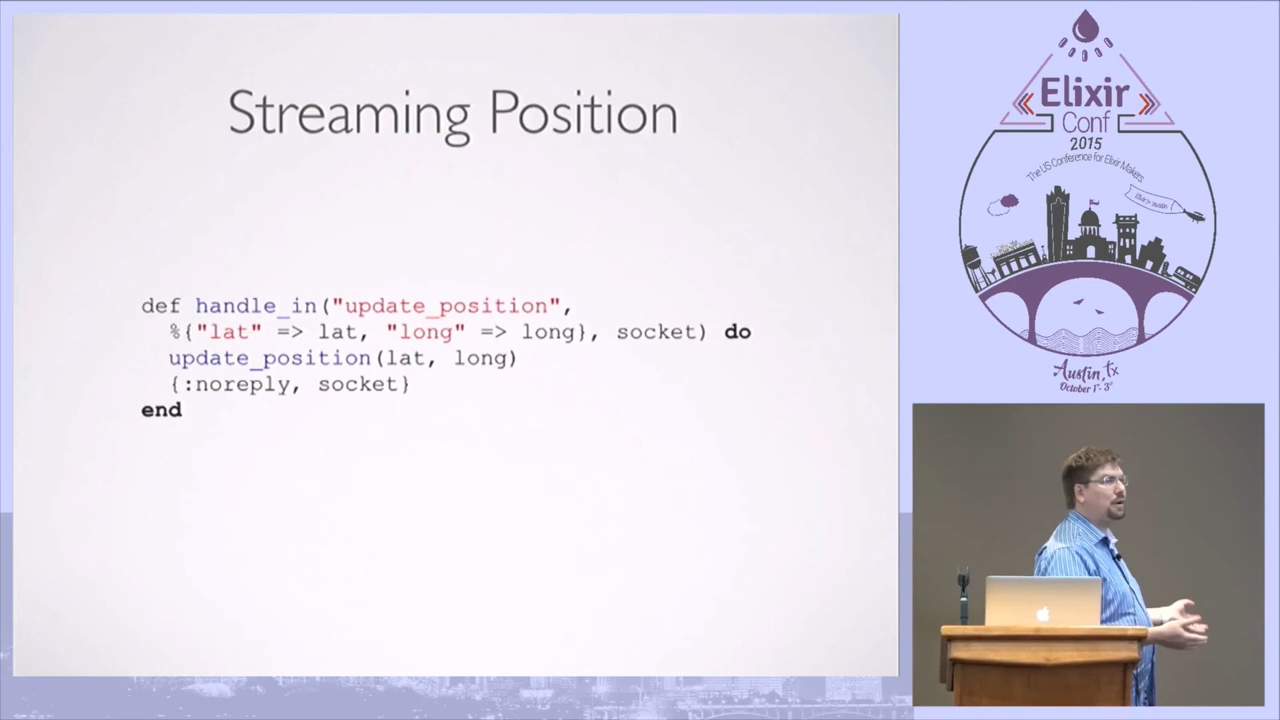 Streaming Position
def handle_in("update_position",
%{"lat" => lat, "long" => long}, socket) do
update_position(lat, long)
{:noreply, socket}
end
Elixir
Conf
2015
The US Conference for Elixir Makers
Austin, Tx
October 1st - 3rd